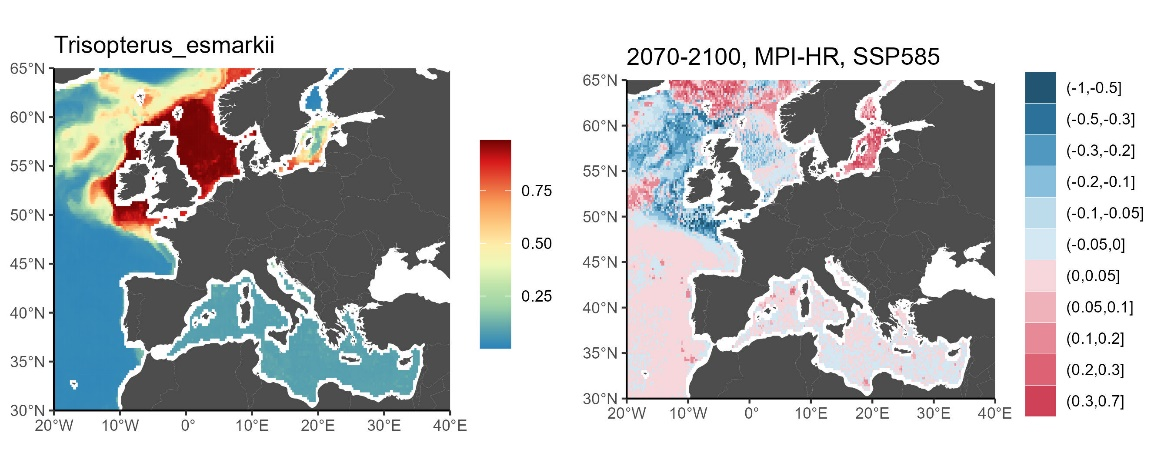 Trisopterus_esmarkii
65°N
60°N
55°N
50°N
45°N
40°N
35°N
30°N
20°W 10°W 0° 10°E 20°E 30°E 40°E
0.75
0.50
0.25
2070-2100, MPI-HR, SSP585
65°N
60°N
55°N
50°N
45°N
40°N
35°N
30°N
20°W 10°W 0° 10°E 20°E 30°E 40°E
(-1,-0.5]
(-0.5,-0.3]
(-0.3,-0.2]
(-0.2,-0.1]
(-0.1,-0.05]
(-0.05,0]
(0,0.05]
(0.05,0.1]
(0.1,0.2]
(0.2,0.3]
(0.3,0.7]